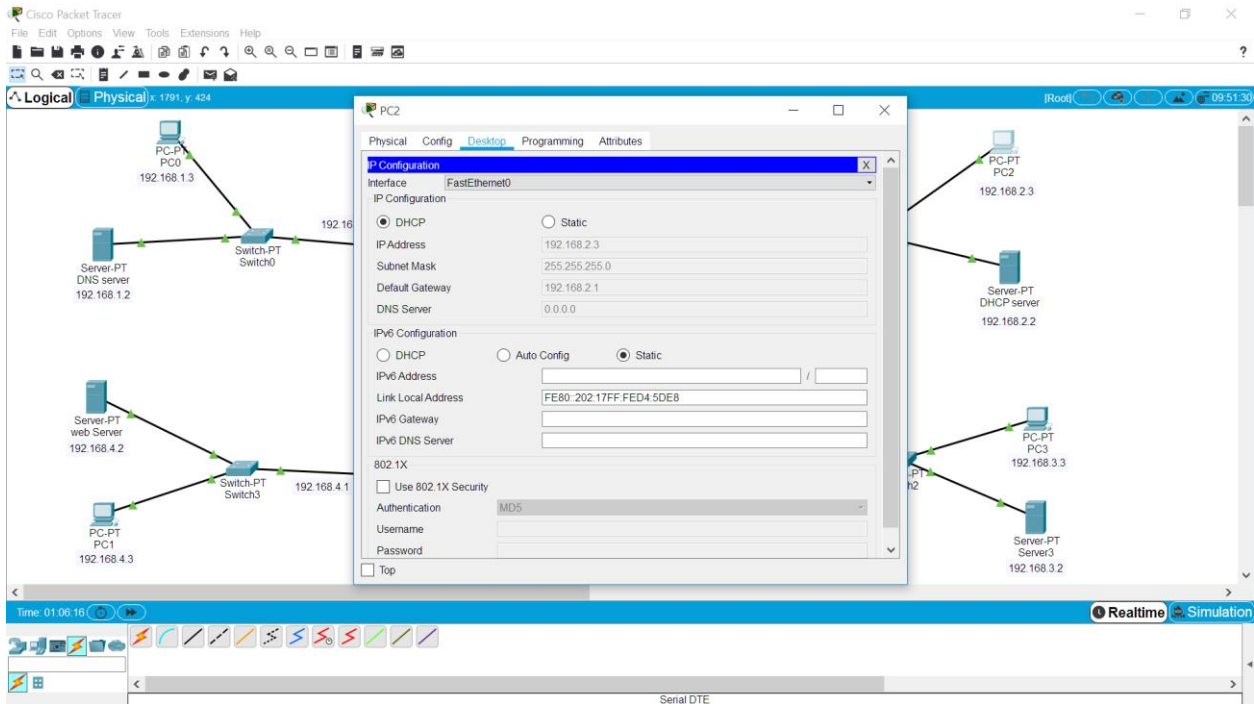 Cisco Packet Tracer
File Edit Options View Tools Extensions Help
?
Logical Physical x: 1791, y: 424
[Root]
09:51:30
PC-PT
PC0
192.168.1.3
Server-PT
DNS server
192.168.1.2
Switch-PT
Switch0
192.16
Server-PT
web Server
192.168.4.2
Switch-PT
Switch3
192.168.4.1
PC-PT
PC1
192.168.4.3
PC2
Physical Config Desktop Programming Attributes
IP Configuration X
Interface FastEthernet0
IP Configuration
DHCP Static
IP Address 192.168.2.3
Subnet Mask 255.255.255.0
Default Gateway 192.168.2.1
DNS Server 0.0.0.0
IPv6 Configuration
DHCP Auto Config Static
IPv6 Address /
Link Local Address FE80::202:17FF:FED4:5DE8
IPv6 Gateway
IPv6 DNS Server
802.1X
Use 802.1X Security
Authentication MD5
Username
Password
Top
PC-PT
PC2
192.168.2.3
Server-PT
DHCP server
192.168.2.2
PC-PT
PC3
192.168.3.3
-PT
h2
Server-PT
Server3
192.168.3.2
Time: 01:06:16
Realtime Simulation
Serial DTE